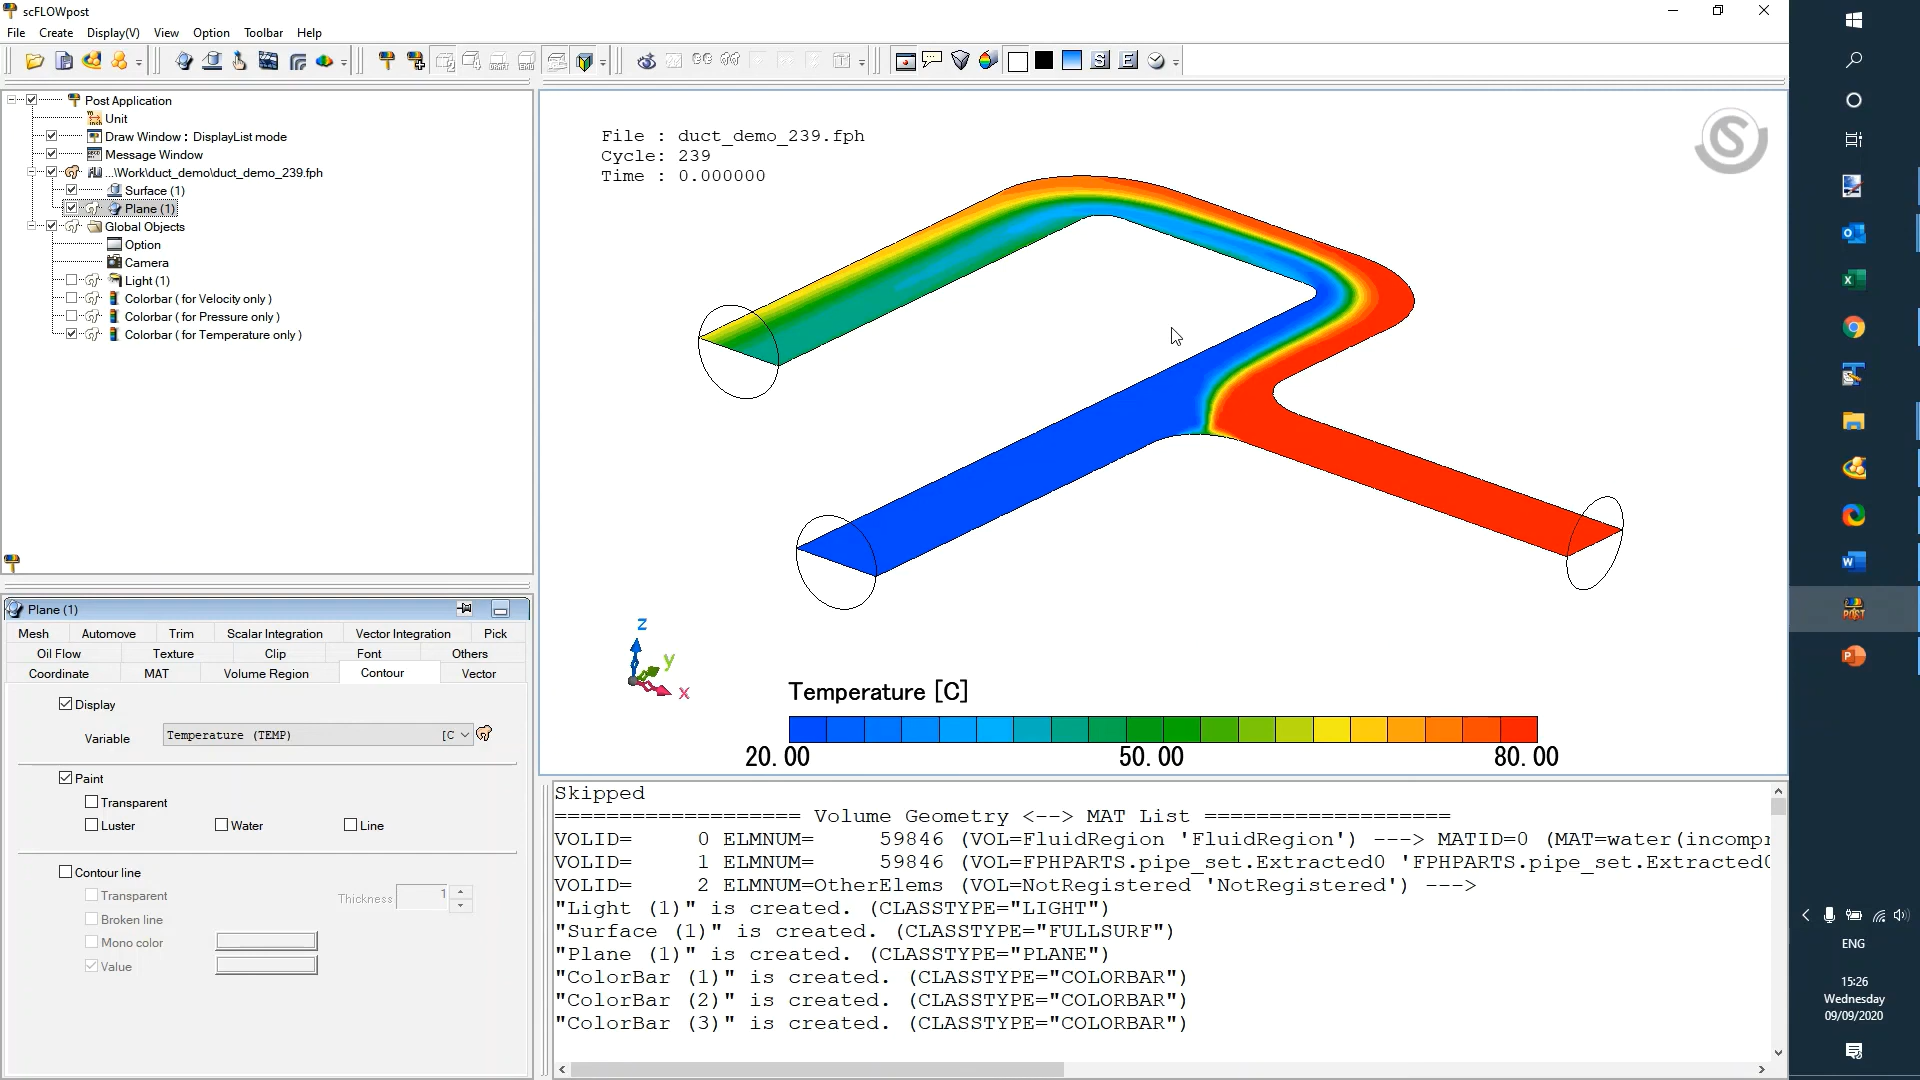 scFLOWpost
File Create Display(V) View Option Toolbar Help
Post Application
Unit
Draw Window : DisplayList mode
Message Window
...\Work\duct_demo\duct_demo_239.fph
Surface (1)
Plane (1)
Global Objects
Option
Camera
Light (1)
Colorbar ( for Velocity only )
Colorbar ( for Pressure only )
Colorbar ( for Temperature only )
File : duct_demo_239.fph
Cycle: 239
Time : 0.000000
z
y
x
Temperature [C]
20.00 50.00 80.00
Plane (1)
Mesh Automove Trim Scalar Integration Vector Integration Pick
Oil Flow Texture Clip Font Others
Coordinate MAT Volume Region Contour Vector
Display
Variable Temperature (TEMP) [C
Paint
Transparent
Luster Water Line
Contour line
Transparent Thickness 1
Broken line
Mono color
Value
Skipped
=================== Volume Geometry <--> MAT List ===================
VOLID= 0 ELMNUM= 59846 (VOL=FluidRegion 'FluidRegion') ---> MATID=0 (MAT=water(incompr
VOLID= 1 ELMNUM= 59846 (VOL=FPHPARTS.pipe_set.Extracted0 'FPHPARTS.pipe_set.Extracted0
VOLID= 2 ELMNUM=OtherElems (VOL=NotRegistered 'NotRegistered') --->
"Light (1)" is created. (CLASSTYPE="LIGHT")
"Surface (1)" is created. (CLASSTYPE="FULLSURF")
"Plane (1)" is created. (CLASSTYPE="PLANE")
"ColorBar (1)" is created. (CLASSTYPE="COLORBAR")
"ColorBar (2)" is created. (CLASSTYPE="COLORBAR")
"ColorBar (3)" is created. (CLASSTYPE="COLORBAR")
ENG
15:26
Wednesday
09/09/2020